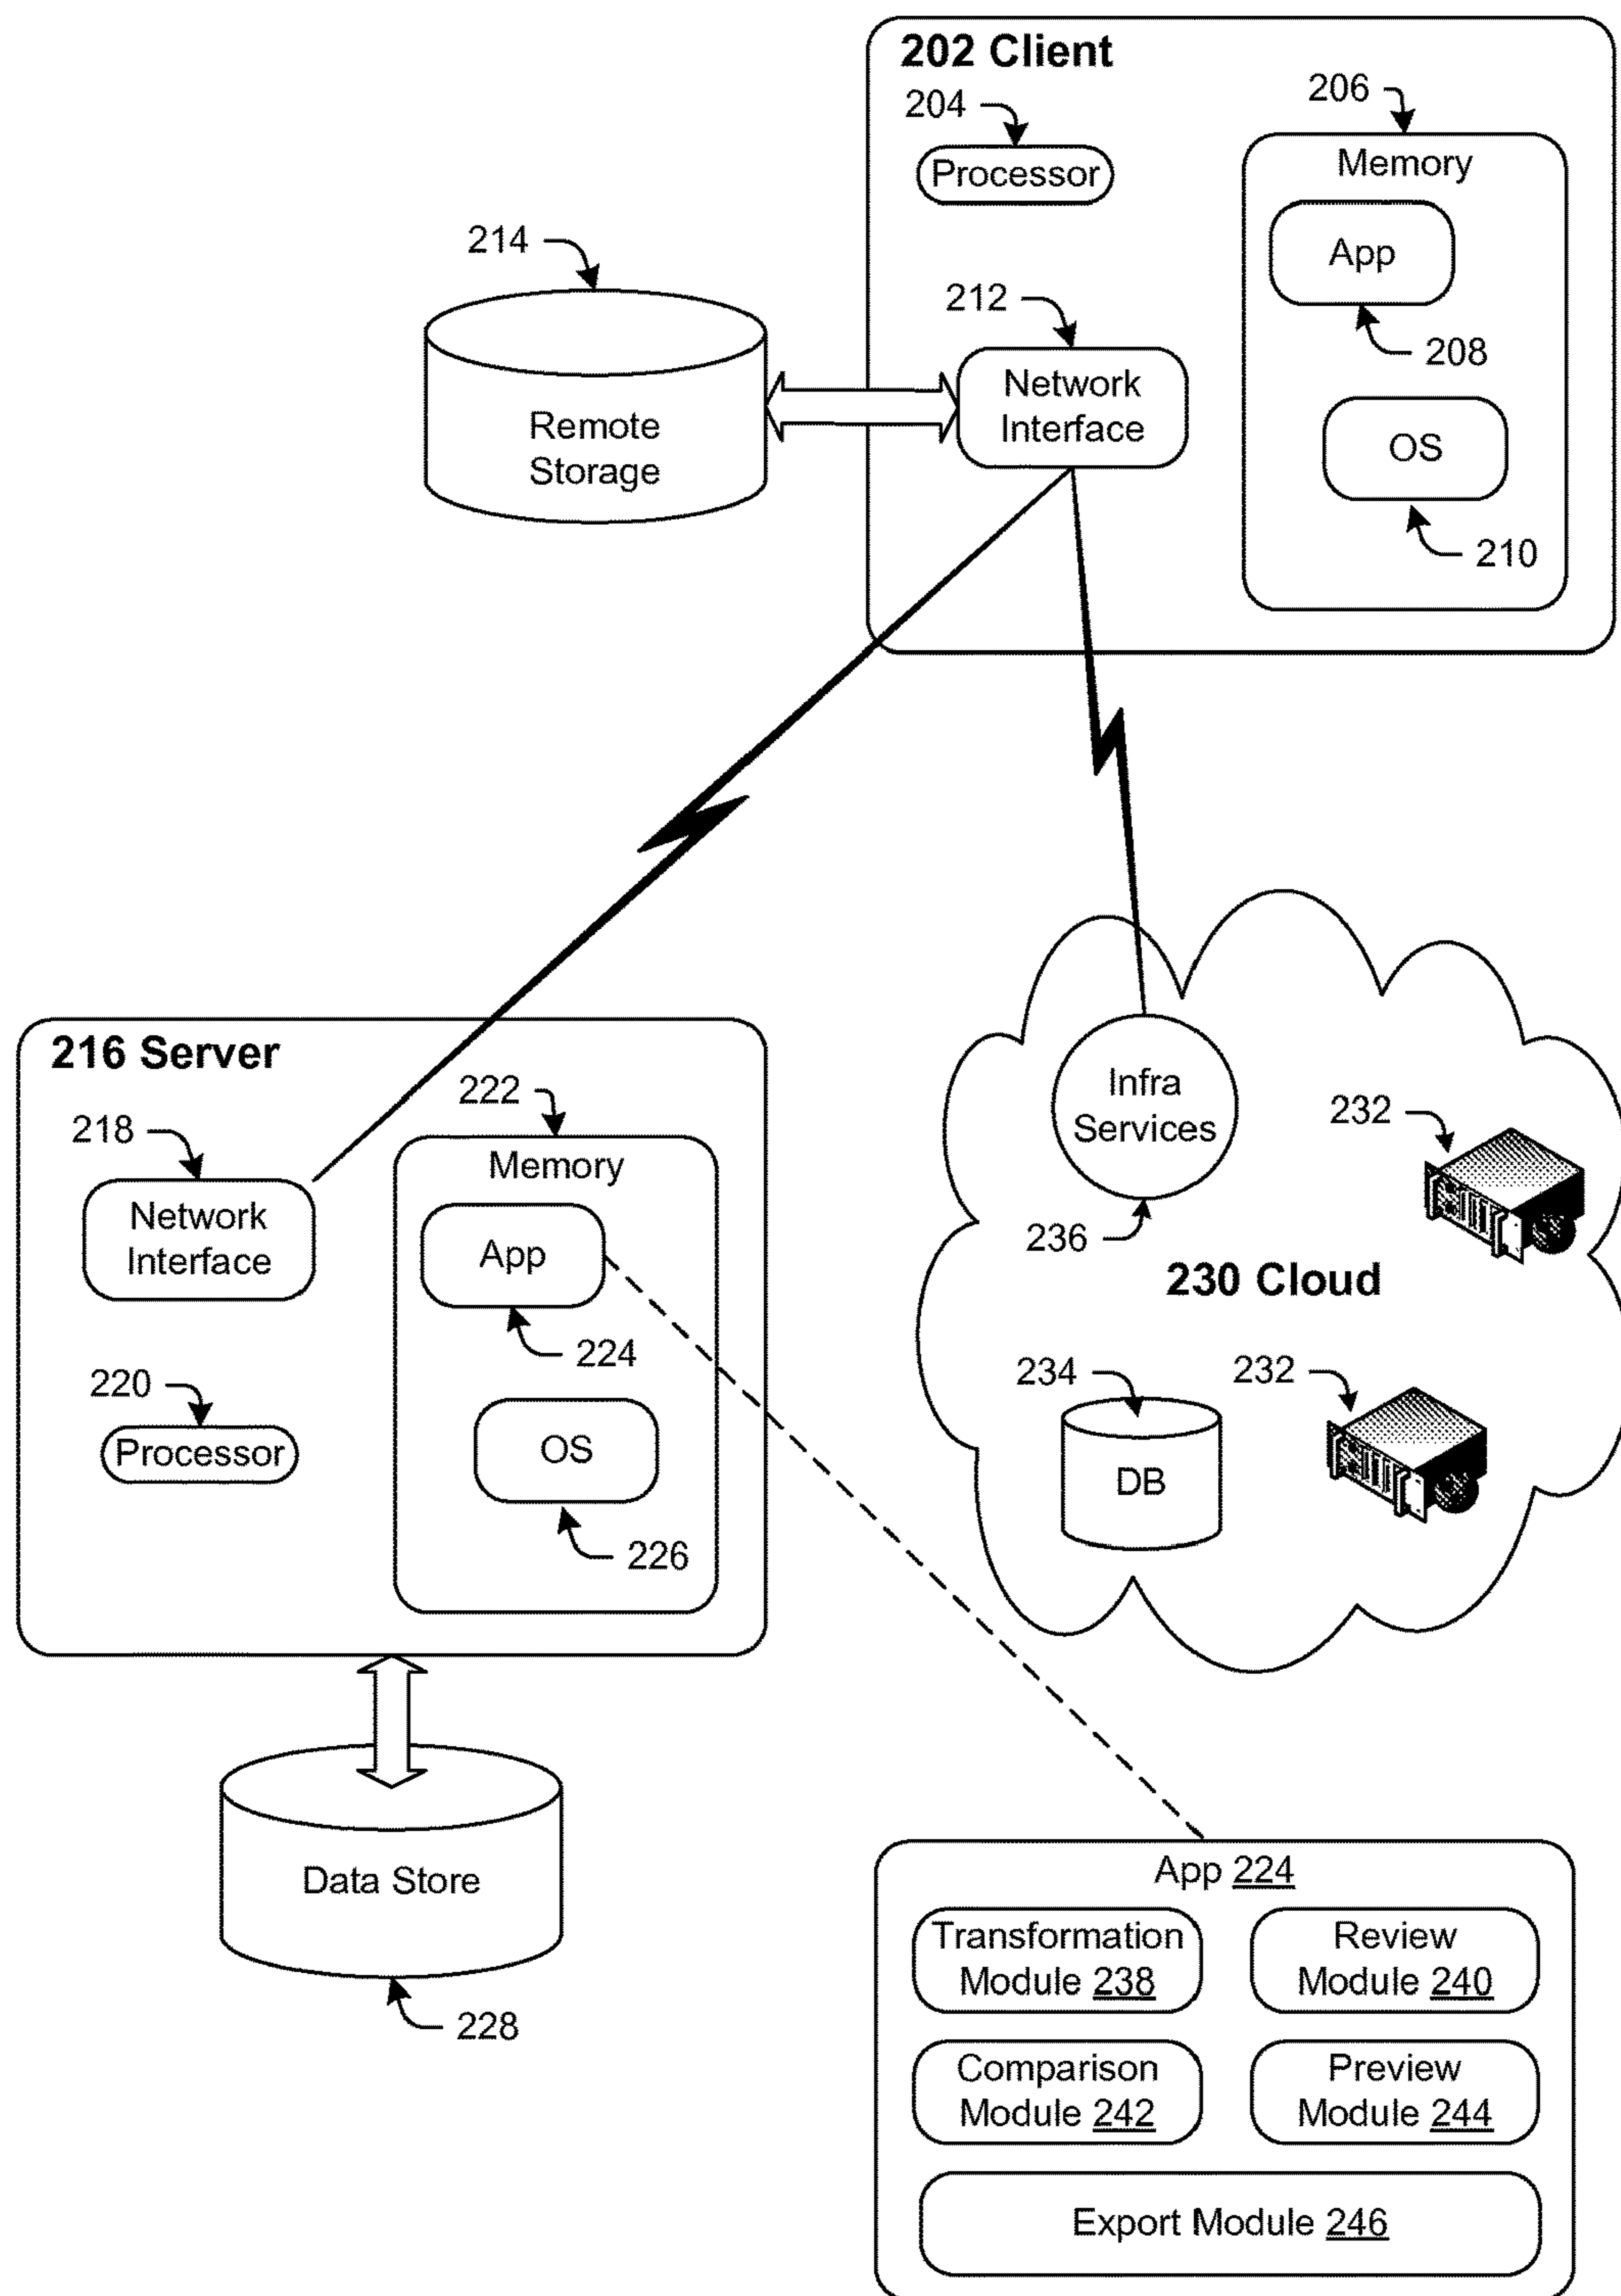 202 Client
204
206
Processor
Memory
App
208
OS
210
212
Network
Interface
214
Remote
Storage
216 Server
218
Network
Interface
220
Processor
222
Memory
App
224
OS
226
Data Store
228
Infra
Services
236
232
230 Cloud
234
DB
232
App 224
Transformation
Module 238
Review
Module 240
Comparison
Module 242
Preview
Module 244
Export Module 246